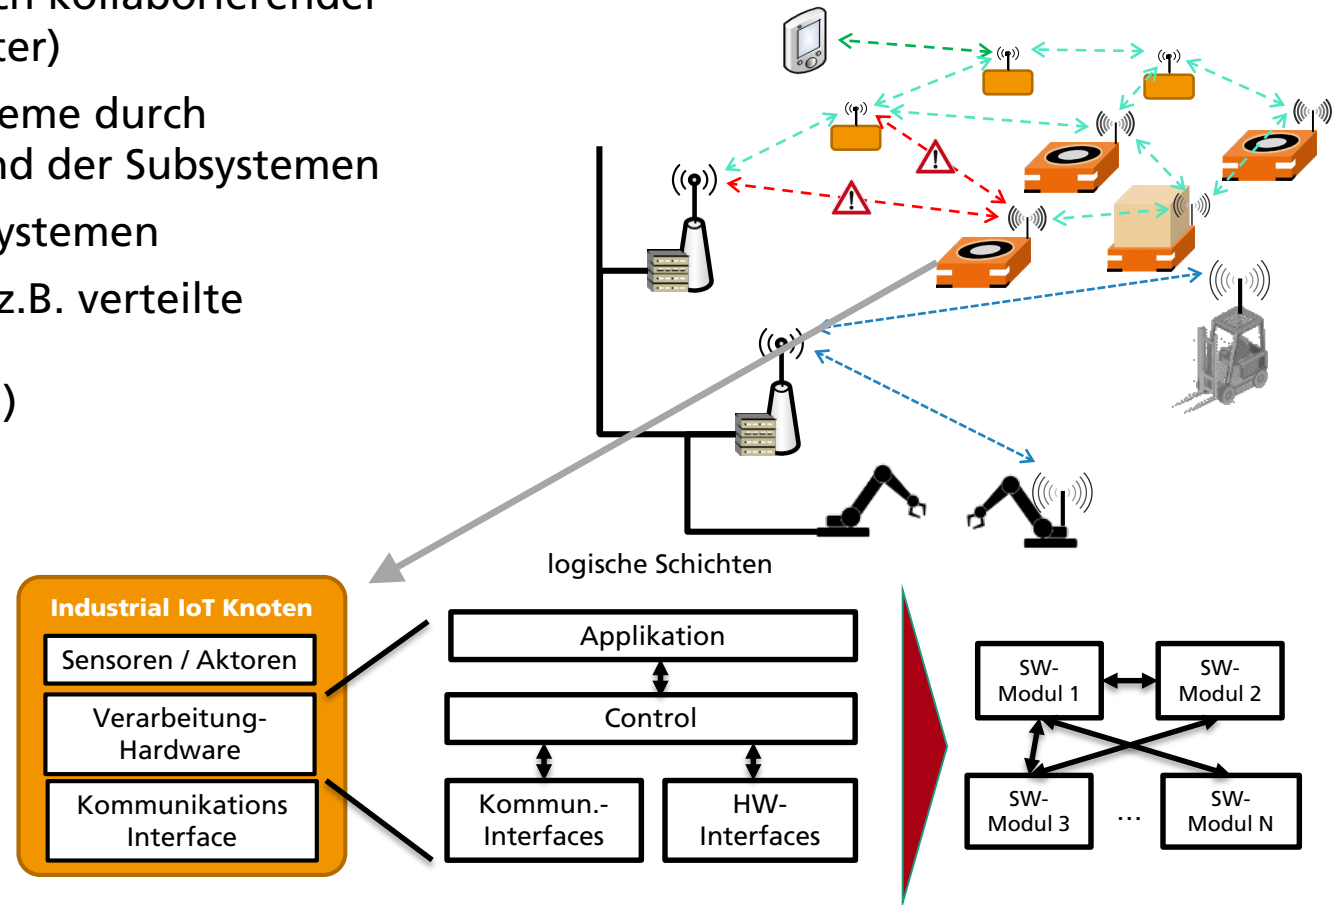 kollaborierender
ter)
eme durch
nd der Subsystemen
ystemen
z.B. verteilte
)
logische Schichten
Industrial IoT Knoten
Sensoren / Aktoren
Verarbeitung-
Hardware
Kommunikations
Interface
Applikation
Control
Kommun.-
Interfaces
HW-
Interfaces
SW-
Modul 1
SW-
Modul 2
SW-
Modul 3
...
SW-
Modul N